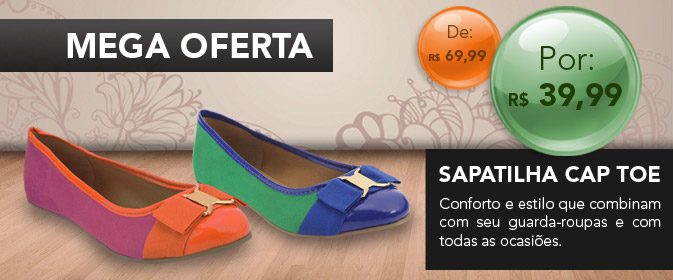 MEGA OFERTA
De:
R$ 69,99
Por:
R$ 39,99
SAPATILHA CAP TOE
Conforto e estilo que combinam
com seu guarda-roupas e com
todas as ocasiões.